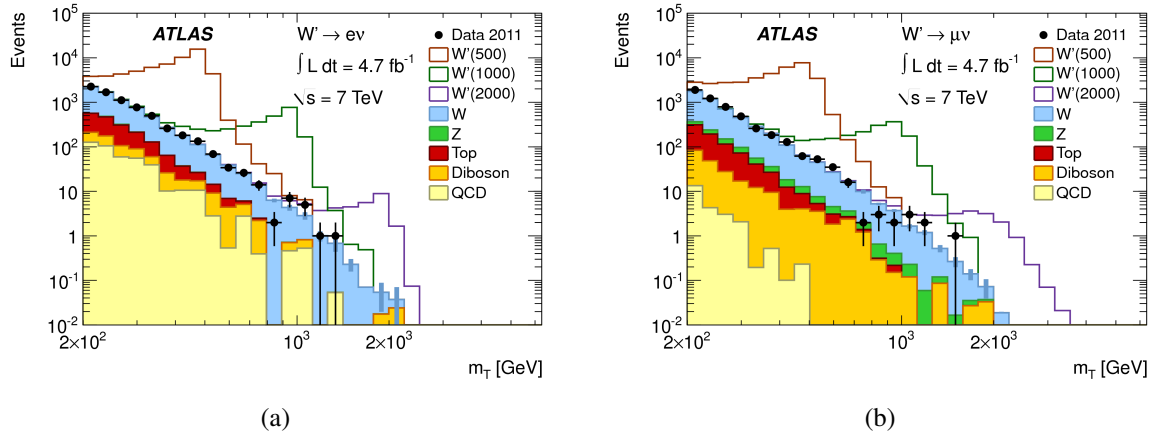 Events
10^5
10^4
10^3
10^2
10
1
10^-1
10^-2
ATLAS
W' → eν
∫ L dt = 4.7 fb^-1
√s = 7 TeV
Data 2011
W'(500)
W'(1000)
W'(2000)
W
Z
Top
Diboson
QCD
2×10^2
10^3
2×10^3
m_T [GeV]
(a)
Events
10^5
10^4
10^3
10^2
10
1
10^-1
10^-2
ATLAS
W' → μν
∫ L dt = 4.7 fb^-1
√s = 7 TeV
Data 2011
W'(500)
W'(1000)
W'(2000)
W
Z
Top
Diboson
QCD
2×10^2
10^3
2×10^3
m_T [GeV]
(b)